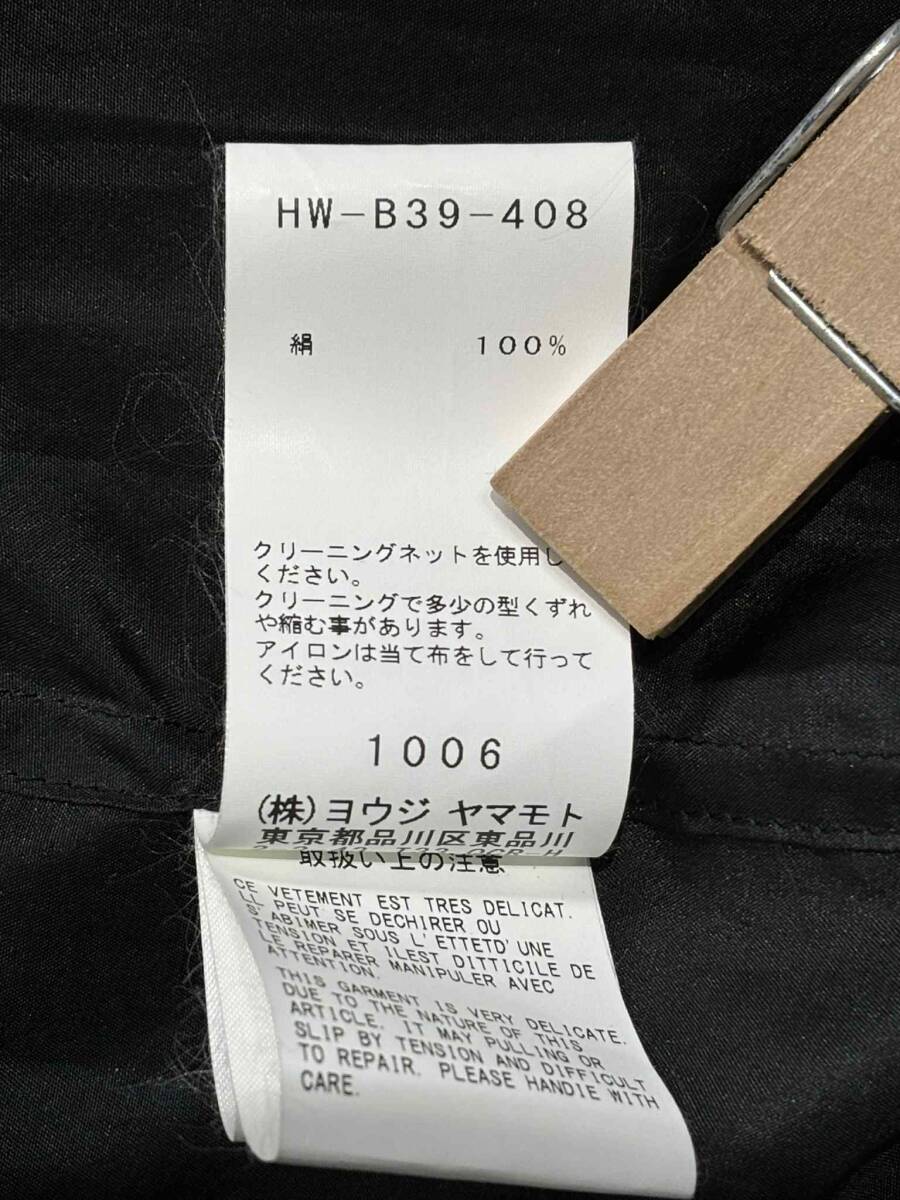 HW-B39-408
絹 100%
クリーニングネットを使用し
ください。
クリーニングで多少の型くずれ
や縮む事があります。
アイロンは当て布をして行って
ください。
1006
(株)ヨウジ ヤマモト
東京都品川区東品川
取扱い上の注意
CE VETEMENT EST TRES DELICAT.
LL PEUT SE DECHIRER OU
S'ABIMER SOUS L'ETTETD'UNE
TENSION ET ILEST DITTICILE DE
LE REPARER MANIPULER AVEC
ATTENTION.
THIS GARMENT IS VERY DELICATE.
DUE TO THE NATURE OF THIS
ARTICLE. IT MAY PULLING OR
SLIP BY TENSION AND DIFFICULT
TO REPAIR. PLEASE HANDIE WITH
CARE.